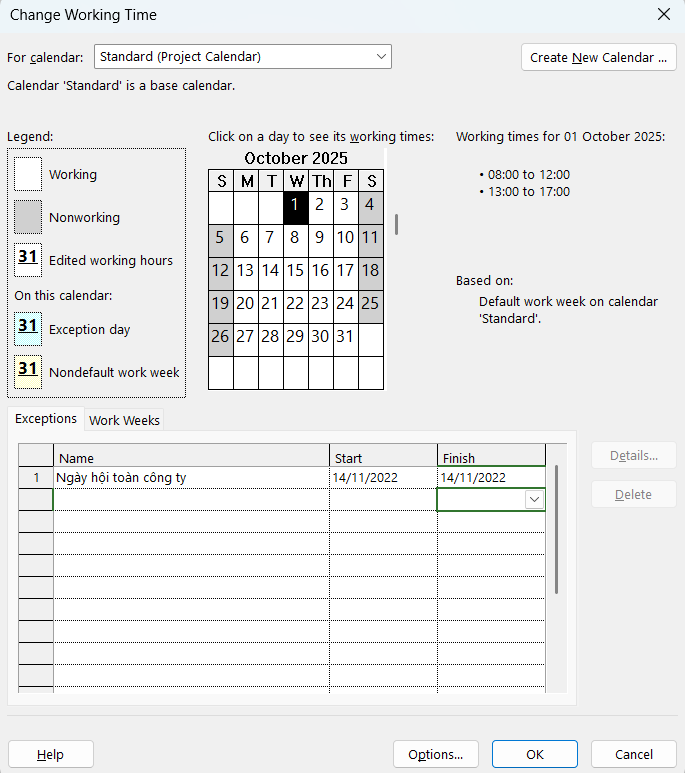 Change Working Time
For calendar: Standard (Project Calendar)
Create New Calendar ...
Calendar 'Standard' is a base calendar.
Legend:
Working
Nonworking
31 Edited working hours
On this calendar:
31 Exception day
31 Nondefault work week
Click on a day to see its working times:
October 2025
S M T W Th F S
1 2 3 4
5 6 7 8 9 10 11
12 13 14 15 16 17 18
19 20 21 22 23 24 25
26 27 28 29 30 31
Working times for 01 October 2025:
• 08:00 to 12:00
• 13:00 to 17:00
Based on:
Default work week on calendar
'Standard'.
Exceptions Work Weeks
Name Start Finish
1 Ngày hội toàn công ty 14/11/2022 14/11/2022
Details...
Delete
Help Options... OK Cancel